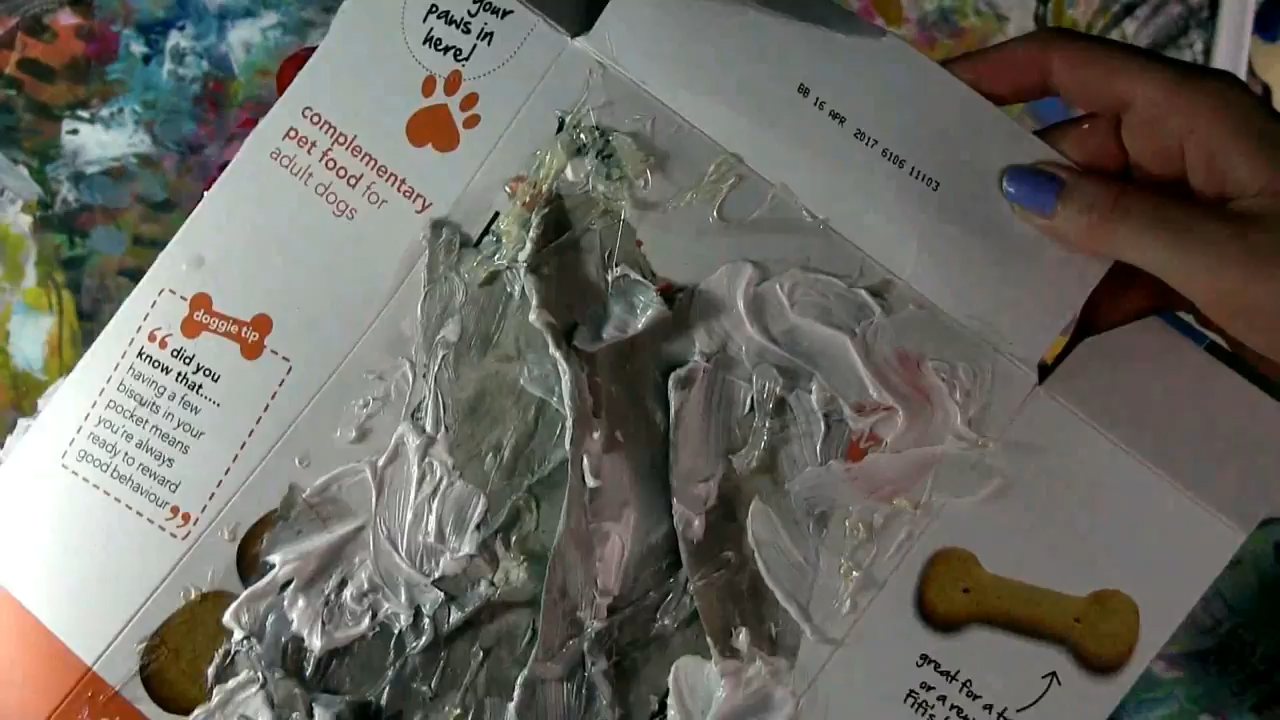 your
paws in
here!
complementary
pet food for
adult dogs
doggie tip
“ did you
know that.....
having a few
biscuits in your
pocket means
you're always
ready to reward
good behaviour ”
BB 16 APR 2017 6106 11103
great for a
or a
Fifi's